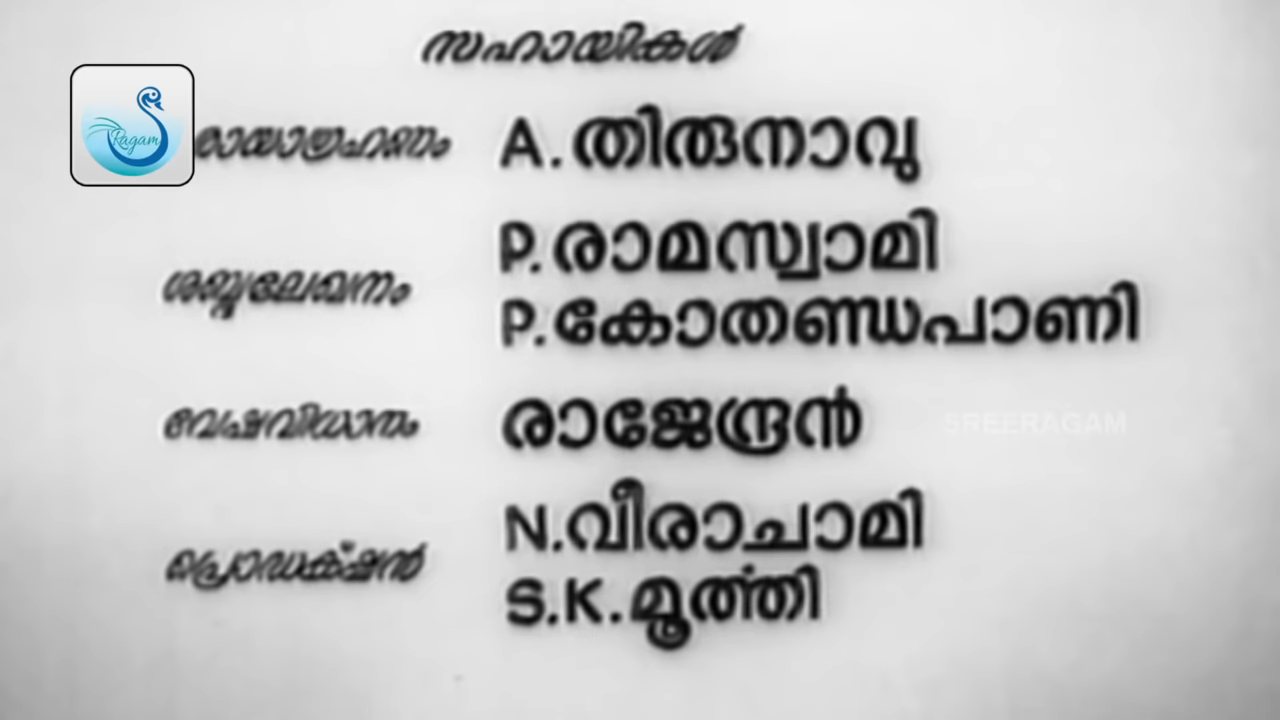 സഹായികൾ
Ragam
രായാഗ്രഹണം A. തിരുനാവു
ശബ്ദലേഖനം P. രാമസ്വാമി
P. കോതണ്ഡപാണി
വേഷവിധാനം രാജേന്ദ്രൻ
SREERAGAM
പ്രൊഡക്ഷൻ N. വീരാചാമി
S.K. മൂർത്തി